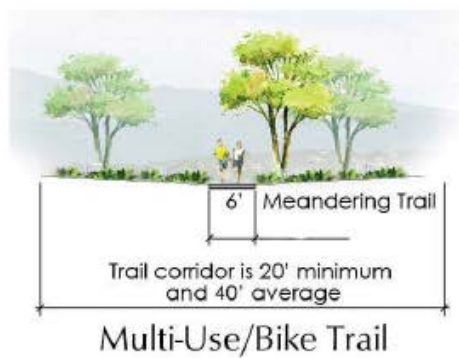 6' Meandering Trail
Trail corridor is 20' minimum
and 40' average
Multi-Use/Bike Trail